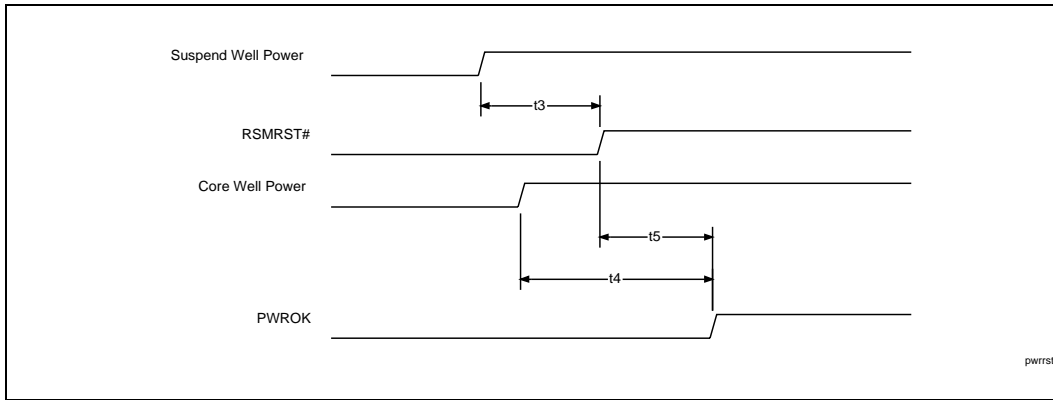 Suspend Well Power
t3
RSMRST#
Core Well Power
t5
t4
PWROK
pwrrst